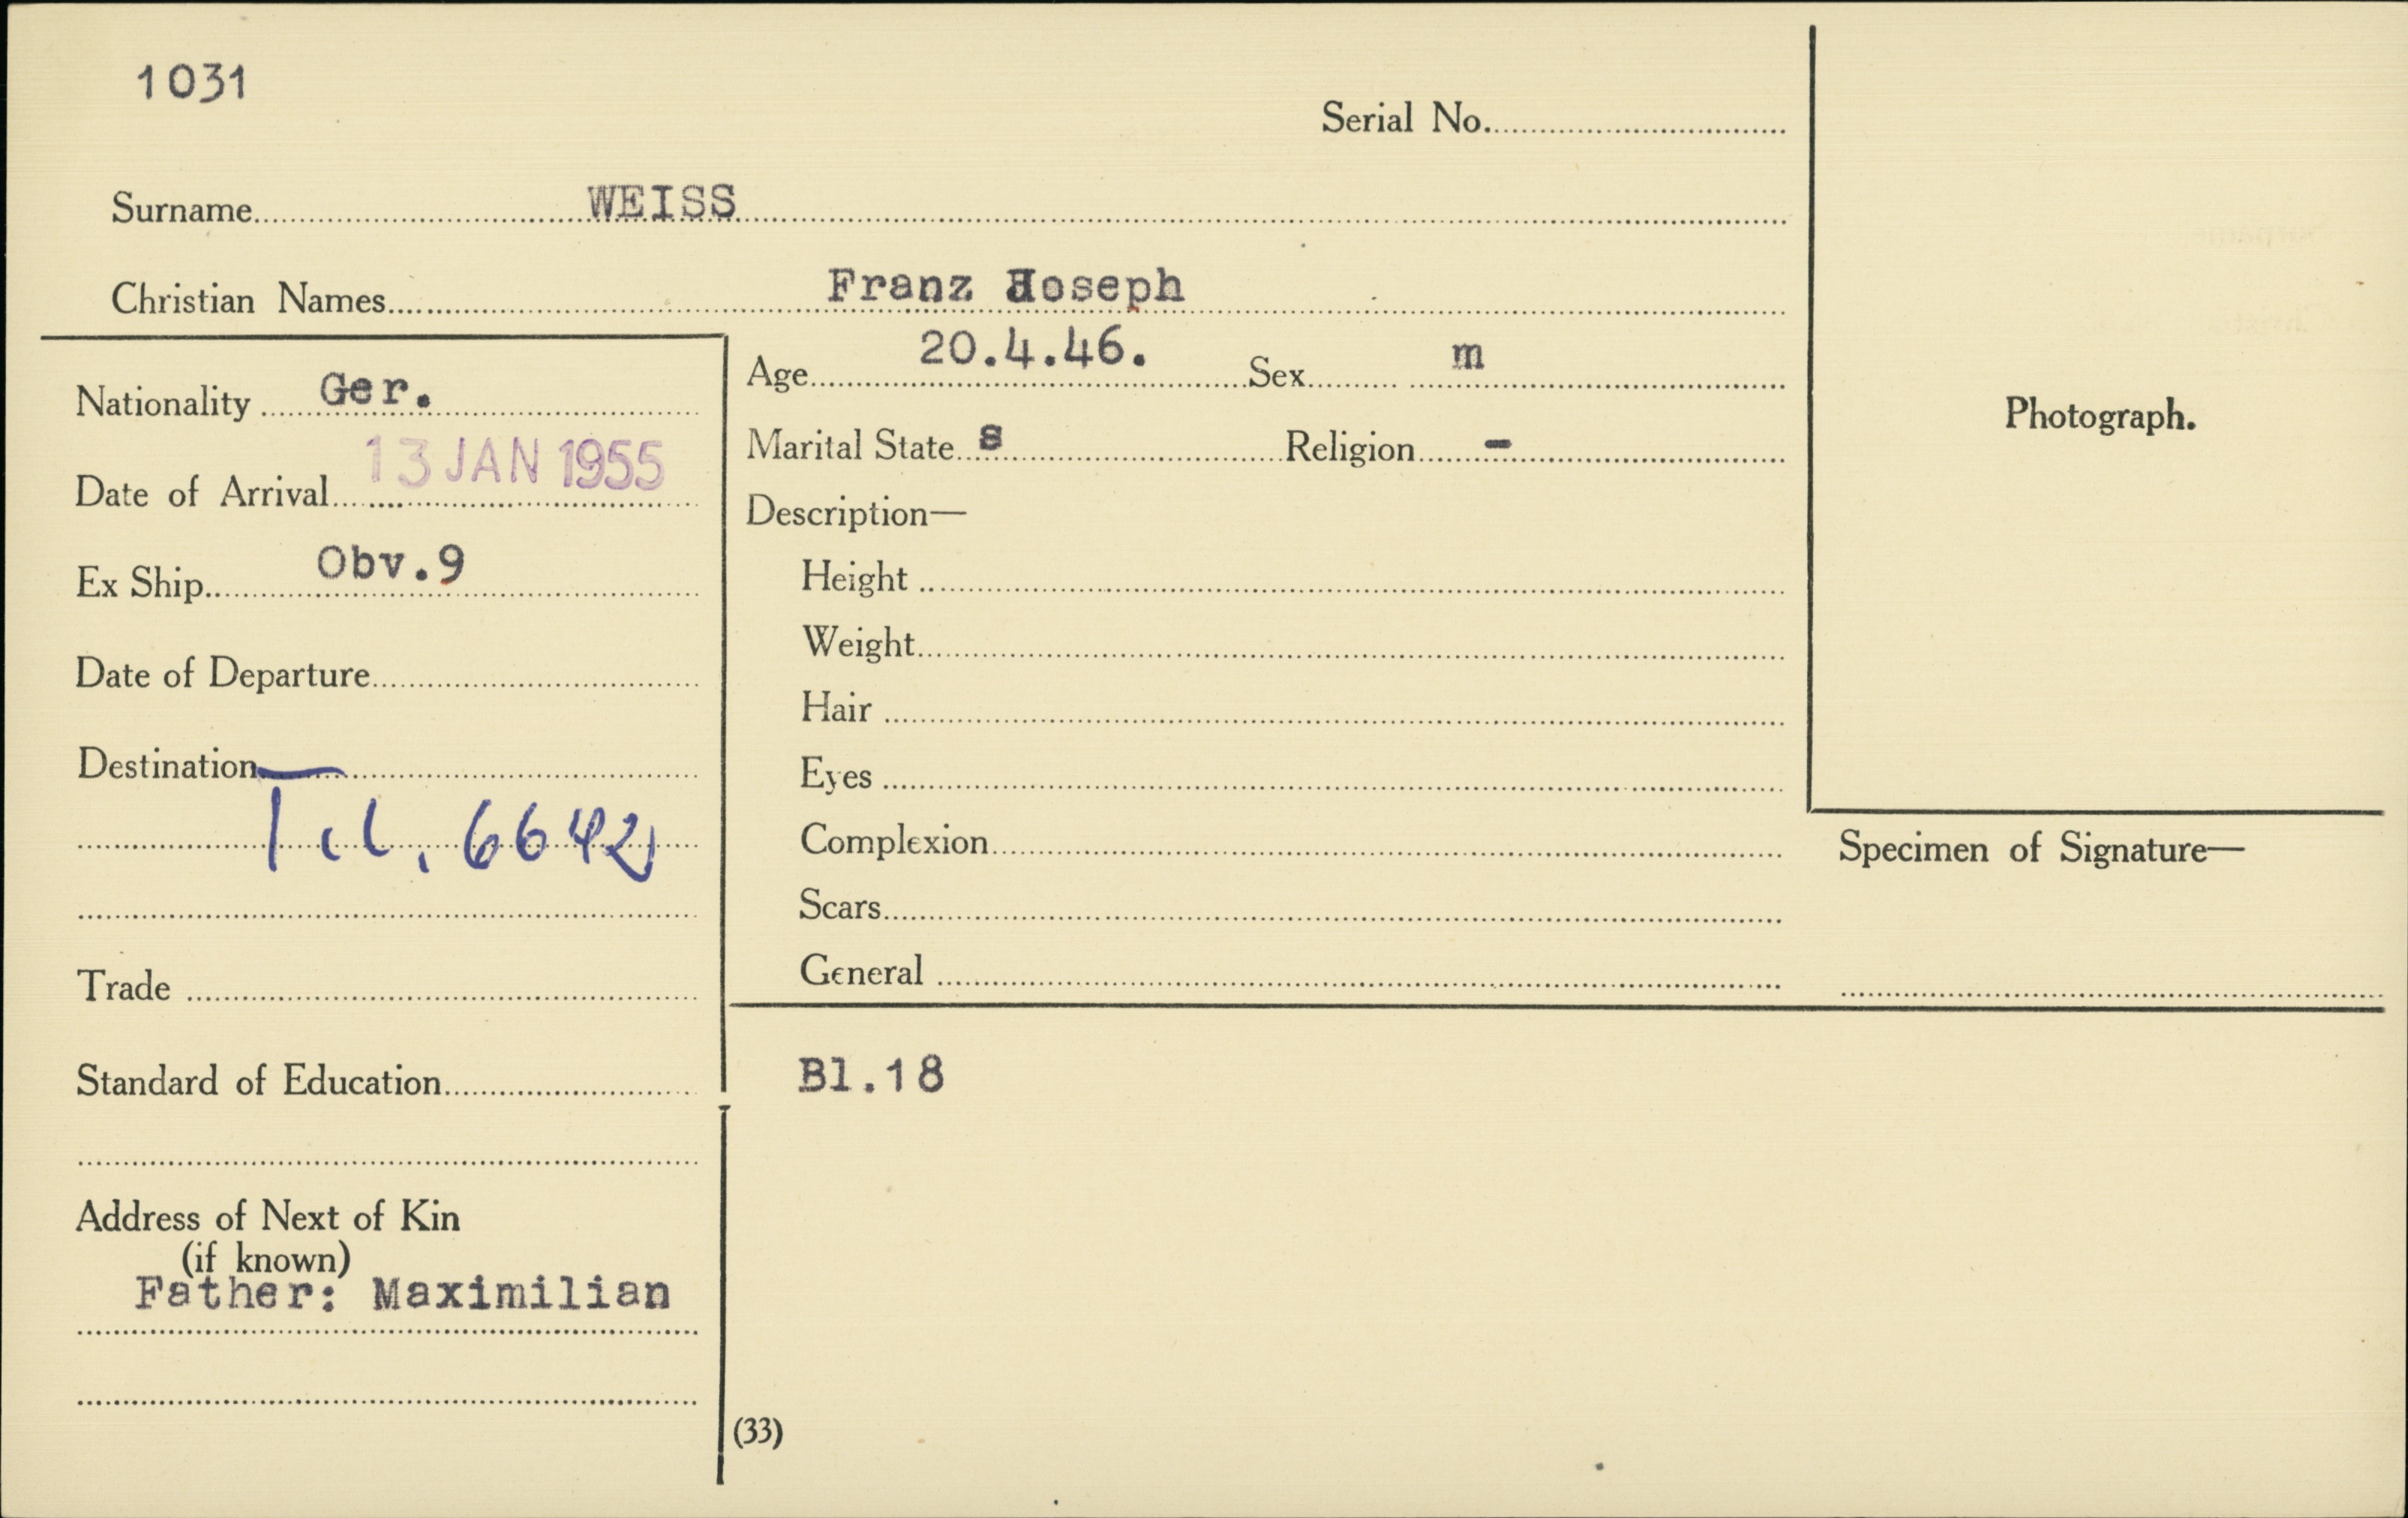 1031
Serial No.
Surname WEISS
Christian Names Franz Joseph
Nationality Ger.
Date of Arrival 13 JAN 1955
Ex Ship Obv.9
Date of Departure
Destination
Tel. 6642
Trade
Standard of Education
Address of Next of Kin
(if known)
Father: Maximilian
Age 20.4.46. Sex m
Marital State s Religion -
Description—
Height
Weight
Hair
Eyes
Complexion
Scars
General
Bl.18
(33)
Photograph.
Specimen of Signature—